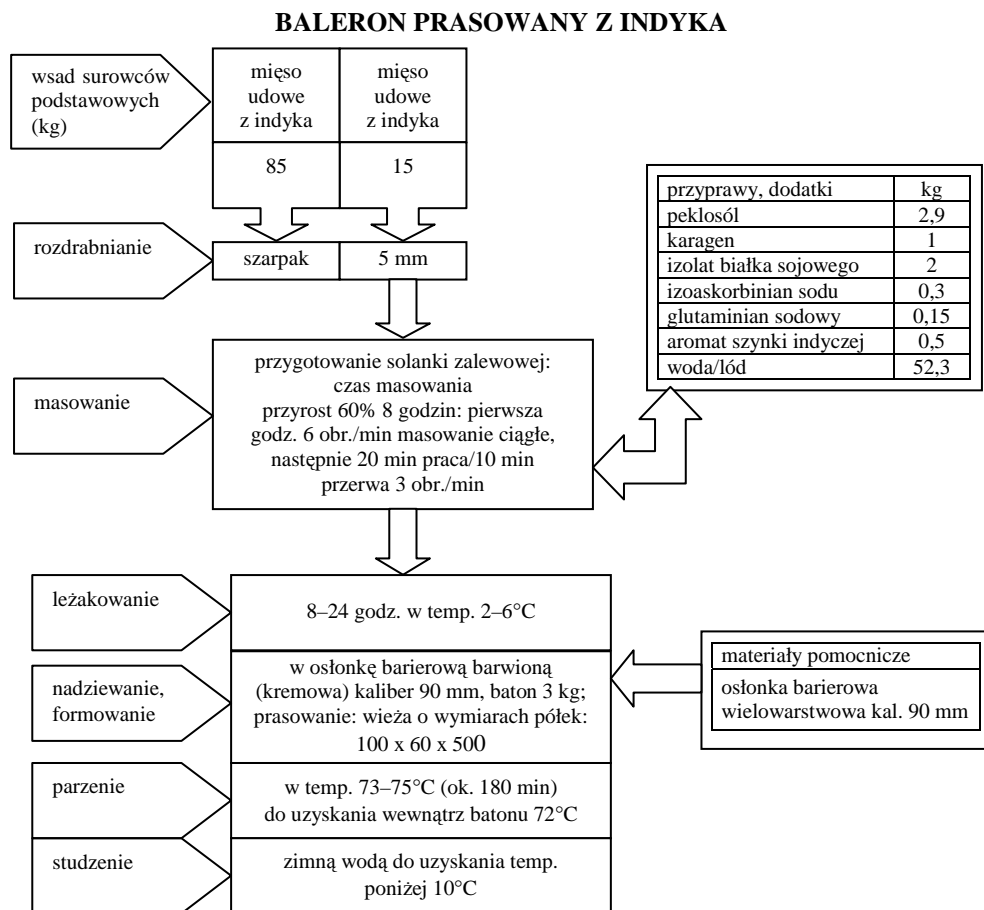 BALERON PRASOWANY Z INDYKA
wsad surowców
podstawowych
(kg)
mięso
udowe
z indyka
mięso
udowe
z indyka
85
15
rozdrabnianie
szarpak
5 mm
przyprawy, dodatki kg
peklosól 2,9
karagen 1
izolat białka sojowego 2
izoaskorbinian sodu 0,3
glutaminian sodowy 0,15
aromat szynki indyczej 0,5
woda/lód 52,3
masowanie
przygotowanie solanki zalewowej:
czas masowania
przyrost 60% 8 godzin: pierwsza
godz. 6 obr./min masowanie ciągłe,
następnie 20 min praca/10 min
przerwa 3 obr./min
leżakowanie
8–24 godz. w temp. 2–6°C
nadziewanie,
formowanie
w osłonkę barierową barwioną
(kremowa) kaliber 90 mm, baton 3 kg;
prasowanie: wieża o wymiarach półek:
100 x 60 x 500
materiały pomocnicze
osłonka barierowa
wielowarstwowa kal. 90 mm
parzenie
w temp. 73–75°C (ok. 180 min)
do uzyskania wewnątrz batonu 72°C
studzenie
zimną wodą do uzyskania temp.
poniżej 10°C